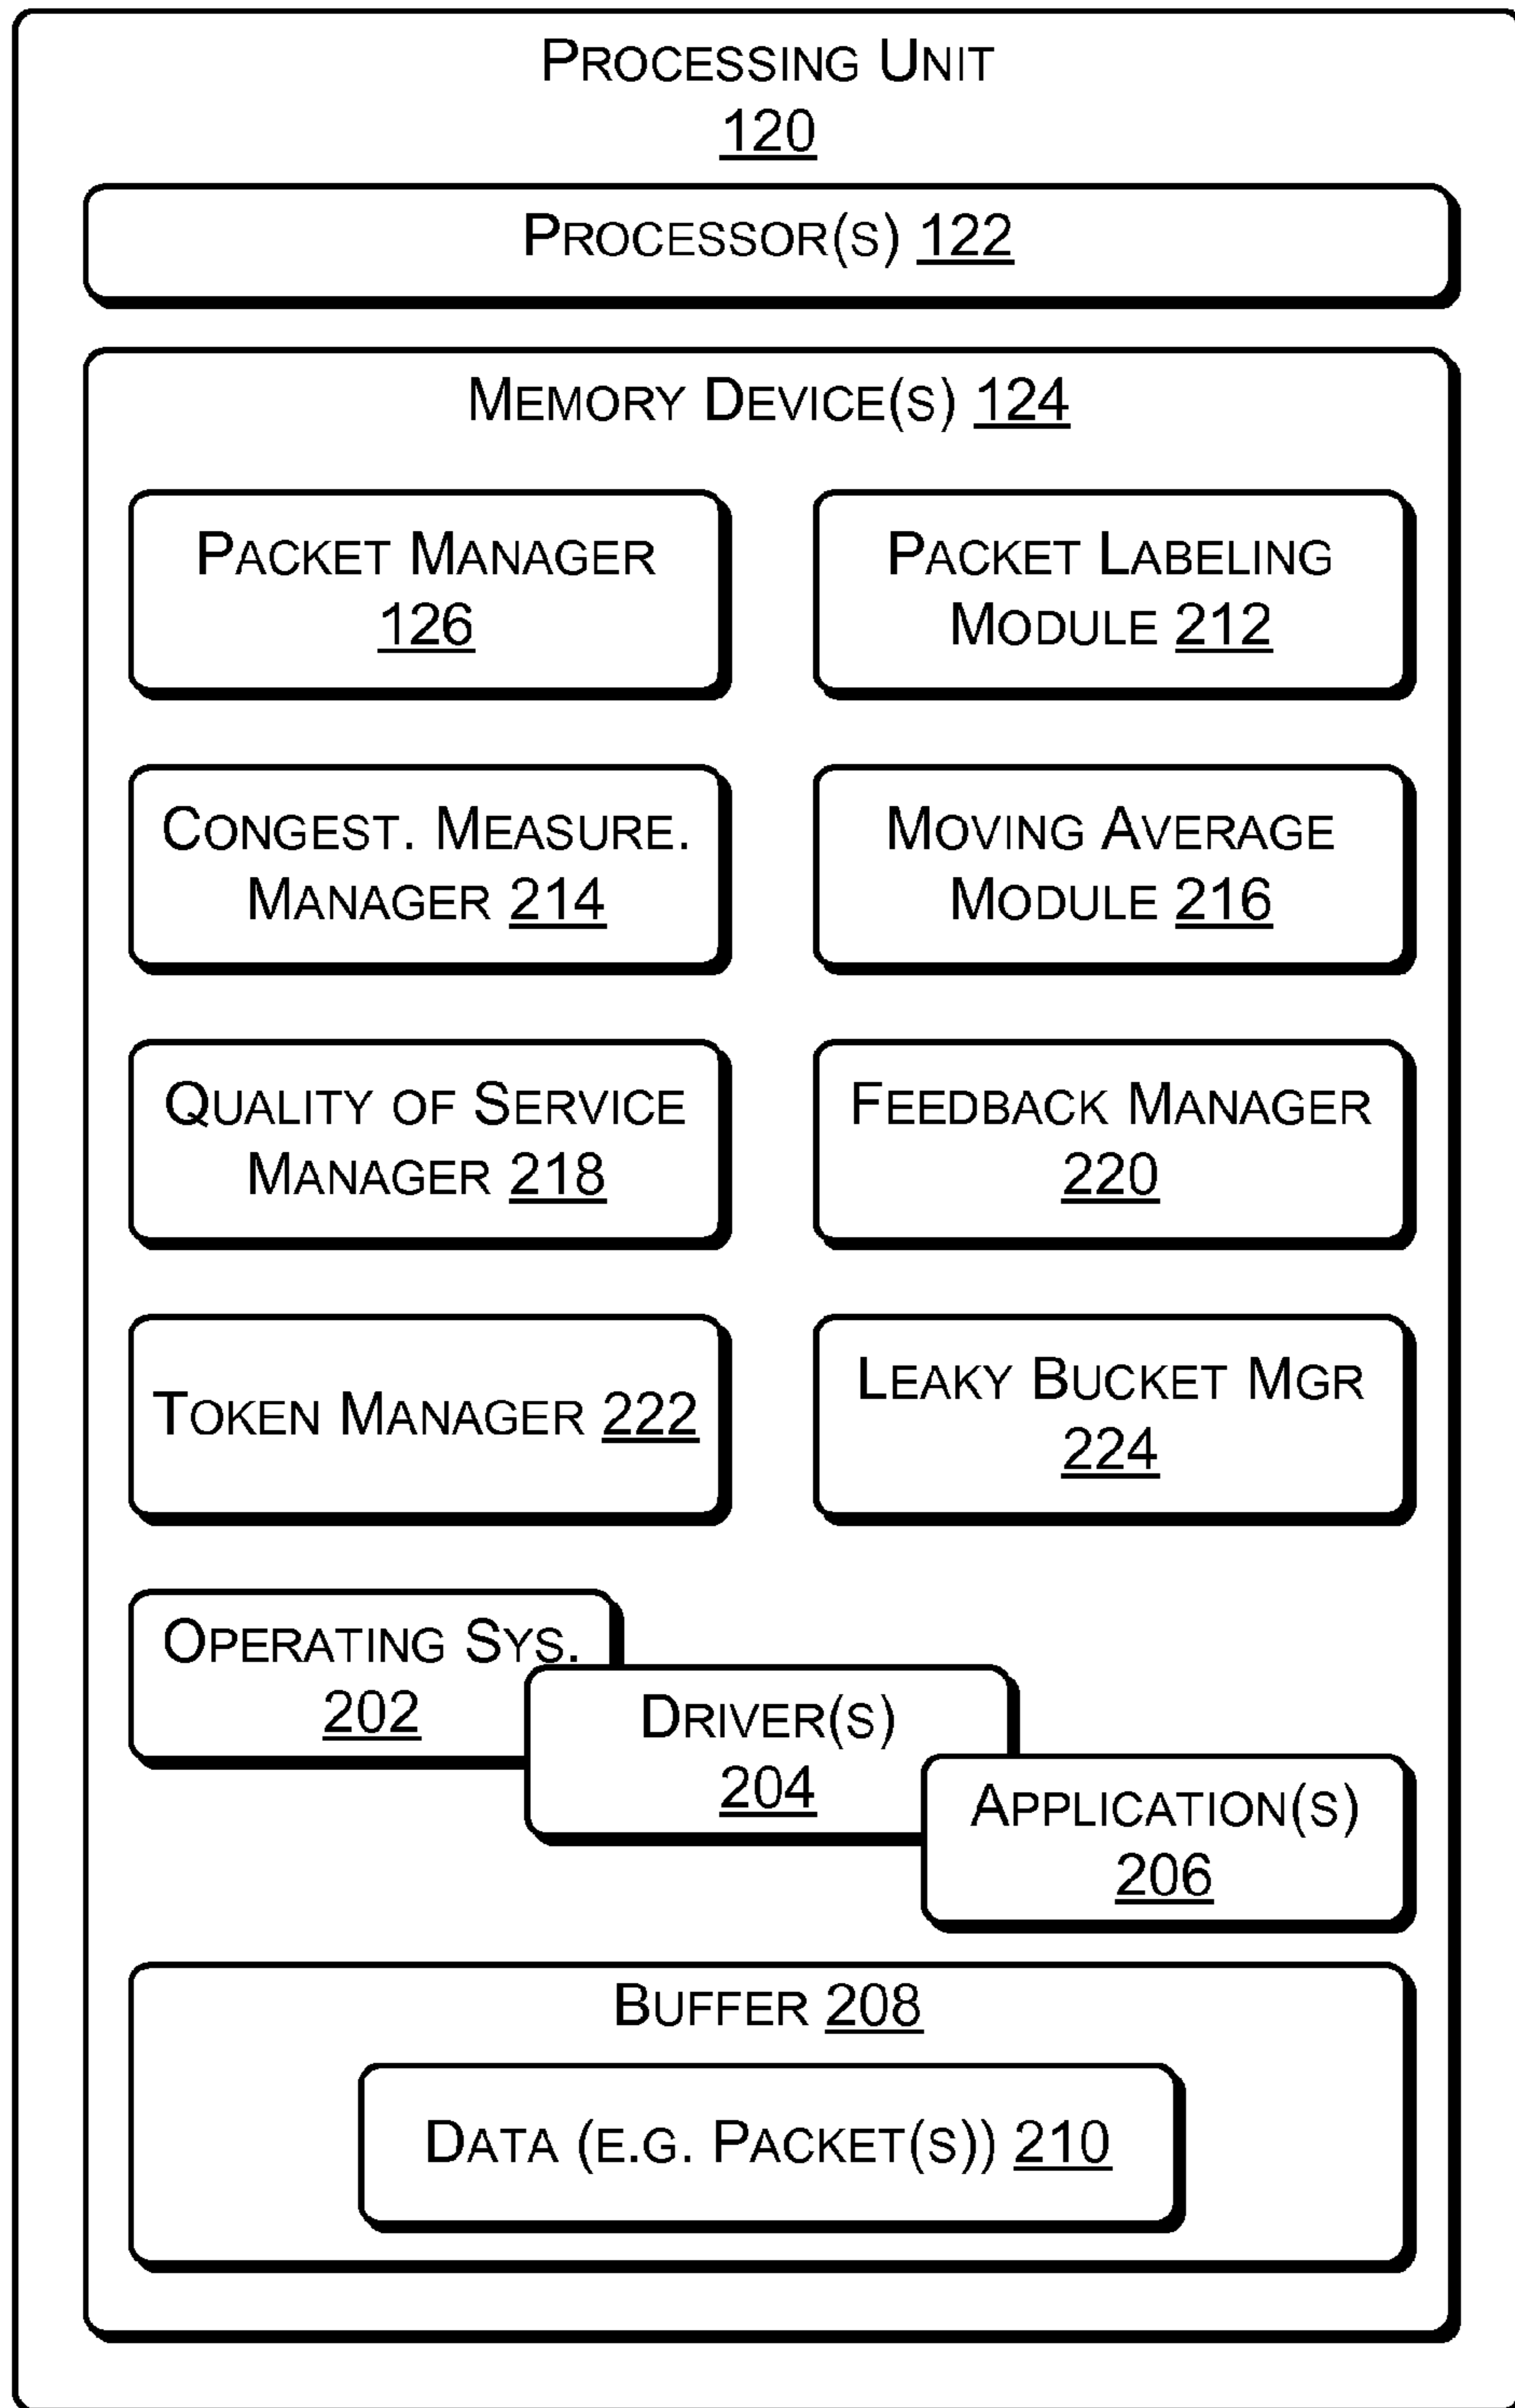 PROCESSING UNIT
120
PROCESSOR(S) 122
MEMORY DEVICE(S) 124
PACKET MANAGER
126
PACKET LABELING
MODULE 212
CONGEST. MEASURE.
MANAGER 214
MOVING AVERAGE
MODULE 216
QUALITY OF SERVICE
MANAGER 218
FEEDBACK MANAGER
220
TOKEN MANAGER 222
LEAKY BUCKET MGR
224
OPERATING SYS.
202
DRIVER(S)
204
APPLICATION(S)
206
BUFFER 208
DATA (E.G. PACKET(S)) 210